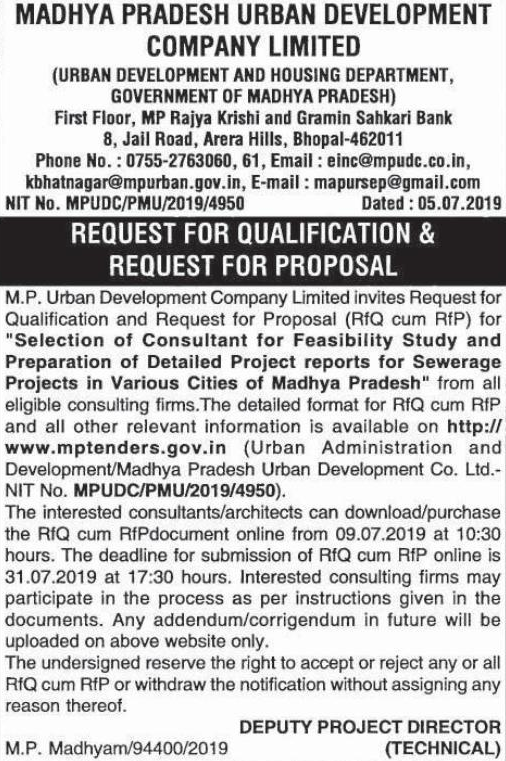 MADHYA PRADESH URBAN DEVELOPMENT
COMPANY LIMITED
(URBAN DEVELOPMENT AND HOUSING DEPARTMENT,
GOVERNMENT OF MADHYA PRADESH)
First Floor, MP Rajya Krishi and Gramin Sahkari Bank
8, Jail Road, Arera Hills, Bhopal-462011
Phone No. : 0755-2763060, 61, Email : einc@mpudc.co.in,
kbhatnagar@mpurban.gov.in, E-mail : mapursep@gmail.com
NIT No. MPUDC/PMU/2019/4950 Dated : 05.07.2019
REQUEST FOR QUALIFICATION &
REQUEST FOR PROPOSAL
M.P. Urban Development Company Limited invites Request for
Qualification and Request for Proposal (RfQ cum RfP) for
"Selection of Consultant for Feasibility Study and
Preparation of Detailed Project reports for Sewerage
Projects in Various Cities of Madhya Pradesh" from all
eligible consulting firms.The detailed format for RfQ cum RfP
and all other relevant information is available on http://
www.mptenders.gov.in (Urban Administration and
Development/Madhya Pradesh Urban Development Co. Ltd.-
NIT No. MPUDC/PMU/2019/4950).
The interested consultants/architects can download/purchase
the RfQ cum RfPdocument online from 09.07.2019 at 10:30
hours. The deadline for submission of RfQ cum RfP online is
31.07.2019 at 17:30 hours. Interested consulting firms may
participate in the process as per instructions given in the
documents. Any addendum/corrigendum in future will be
uploaded on above website only.
The undersigned reserve the right to accept or reject any or all
RfQ cum RfP or withdraw the notification without assigning any
reason thereof.
DEPUTY PROJECT DIRECTOR
M.P. Madhyam/94400/2019 (TECHNICAL)